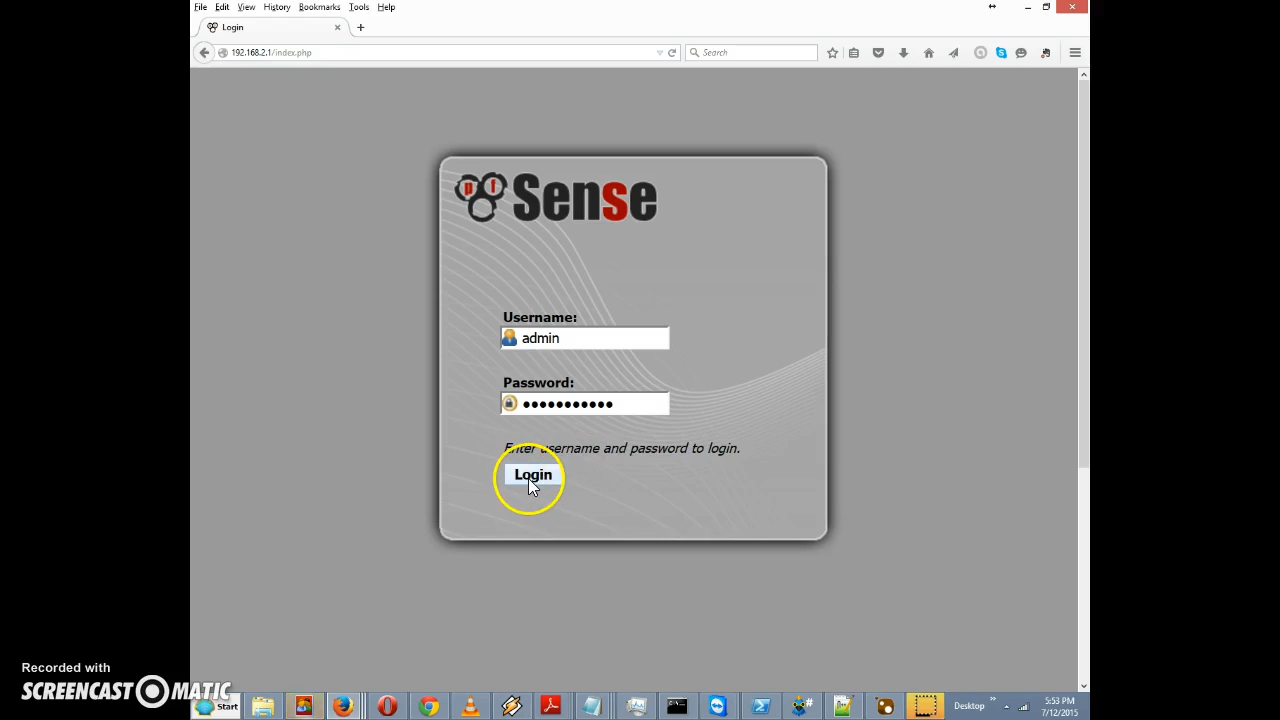 File Edit View History Bookmarks Tools Help
Login
192.168.2.1/index.php
Search
pf Sense
Username:
admin
Password:
●●●●●●●●●●●
Enter username and password to login.
Login
Recorded with
SCREENCAST MATIC
Start
Desktop
5:53 PM
7/12/2015